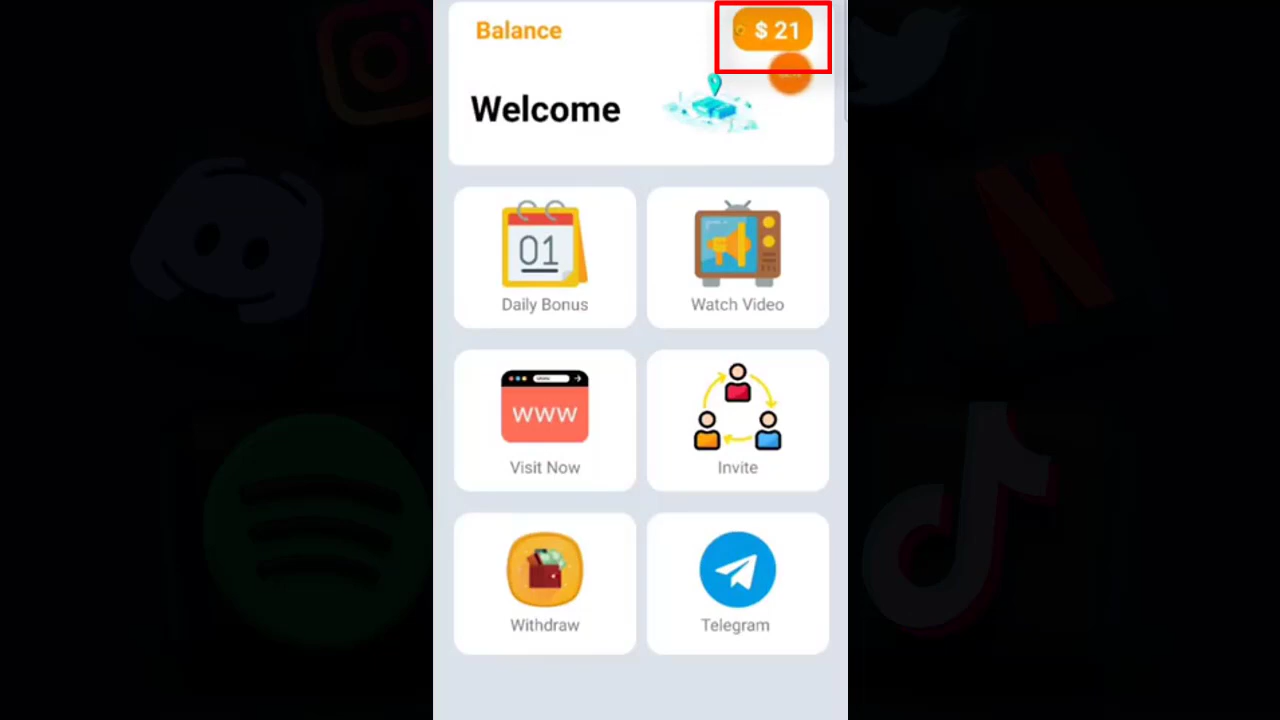 Balance
$ 21
Welcome
01
Daily Bonus
Watch Video
WWW
Visit Now
Invite
Withdraw
Telegram